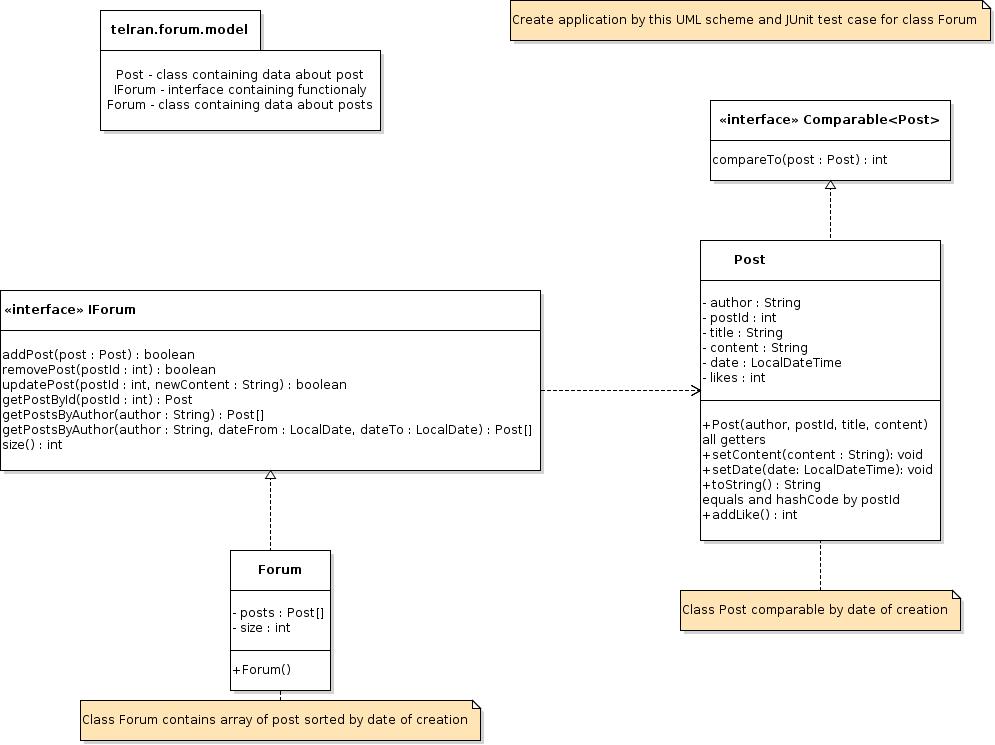 telran.forum.model
Post - class containing data about post
IForum - interface containing functionaly
Forum - class containing data about posts
Create application by this UML scheme and JUnit test case for class Forum
«interface» Comparable<Post>
compareTo(post : Post) : int
Post
- author : String
- postId : int
- title : String
- content : String
- date : LocalDateTime
- likes : int
+Post(author, postId, title, content)
all getters
+setContent(content : String): void
+setDate(date: LocalDateTime): void
+toString() : String
equals and hashCode by postId
+addLike() : int
Class Post comparable by date of creation
«interface» IForum
addPost(post : Post) : boolean
removePost(postId : int) : boolean
updatePost(postId : int, newContent : String) : boolean
getPostById(postId : int) : Post
getPostsByAuthor(author : String) : Post[]
getPostsByAuthor(author : String, dateFrom : LocalDate, dateTo : LocalDate) : Post[]
size() : int
Forum
- posts : Post[]
- size : int
+Forum()
Class Forum contains array of post sorted by date of creation